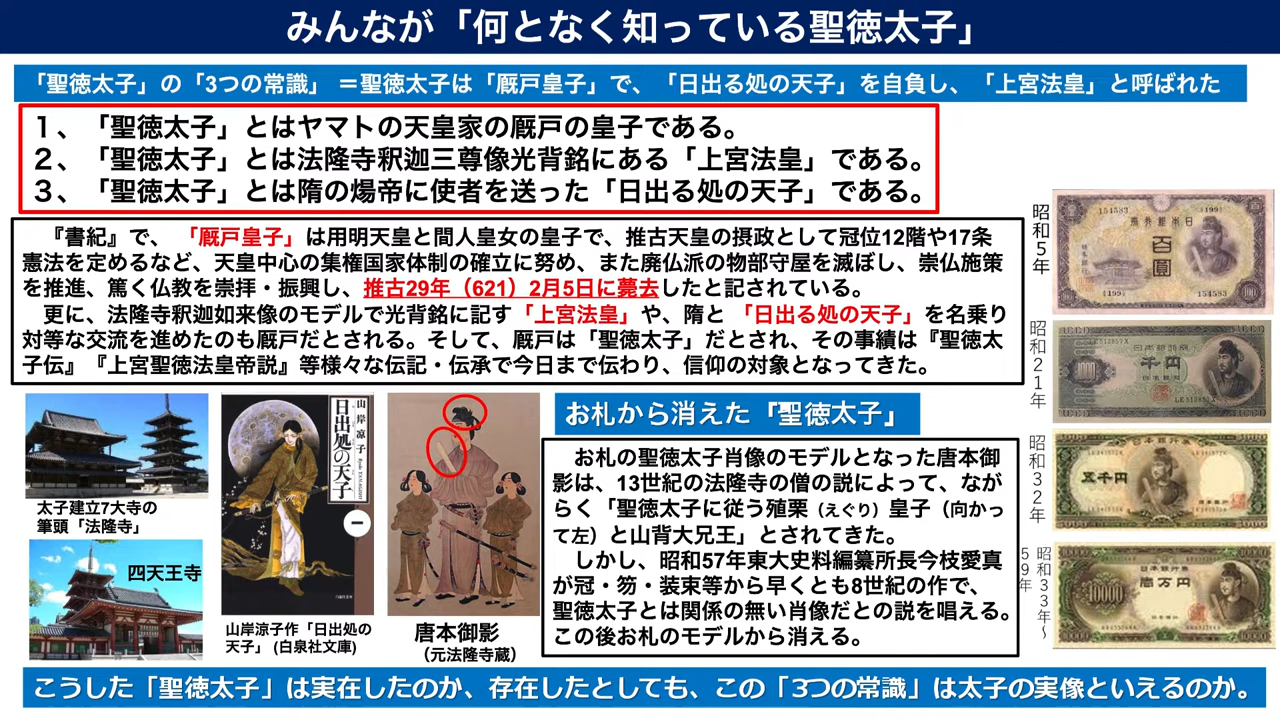 みんなが「何となく知っている聖徳太子」
「聖徳太子」の「3つの常識」 ＝聖徳太子は「厩戸皇子」で、「日出る処の天子」を自負し、「上宮法皇」と呼ばれた
１、「聖徳太子」とはヤマトの天皇家の厩戸の皇子である。
２、「聖徳太子」とは法隆寺釈迦三尊像光背銘にある「上宮法皇」である。
３、「聖徳太子」とは隋の煬帝に使者を送った「日出る処の天子」である。
『書紀』で、「厩戸皇子」は用明天皇と間人皇女の皇子で、推古天皇の摂政として冠位12階や17条
憲法を定めるなど、天皇中心の集権国家体制の確立に努め、また廃仏派の物部守屋を滅ぼし、崇仏施策
を推進、篤く仏教を崇拝・振興し、推古29年（621）2月5日に薨去したと記されている。
更に、法隆寺釈迦如来像のモデルで光背銘に記す「上宮法皇」や、隋と「日出る処の天子」を名乗り
対等な交流を進めたのも厩戸だとされる。そして、厩戸は「聖徳太子」だとされ、その事績は『聖徳太
子伝』『上宮聖徳法皇帝説』等様々な伝記・伝承で今日まで伝わり、信仰の対象となってきた。
昭和5年
154583
{99}
日本銀行券
百圓
100
{99}
154583
昭和21年
日本銀行券
千円
1000
昭和32年
日本銀行券
五千円
5000
昭和33年～
59年
日本銀行券
壱万円
10000
太子建立7大寺の
筆頭「法隆寺」
四天王寺
山岸凉子
日出処の天子
山岸涼子作「日出処の
天子」 (白泉社文庫)
唐本御影
（元法隆寺蔵）
お札から消えた『聖徳太子』
お札の聖徳太子肖像のモデルとなった唐本御
影は、13世紀の法隆寺の僧の説によって、なが
らく「聖徳太子に従う殖栗（えぐり）皇子（向かっ
て左）と山背大兄王」とされてきた。
しかし、昭和57年東大史料編纂所長今枝愛真
が冠・笏・装束等から早くとも8世紀の作で、
聖徳太子とは関係の無い肖像だとの説を唱える。
この後お札のモデルから消える。
こうした「聖徳太子」は実在したのか、存在したとしても、この「3つの常識」は太子の実像といえるのか。